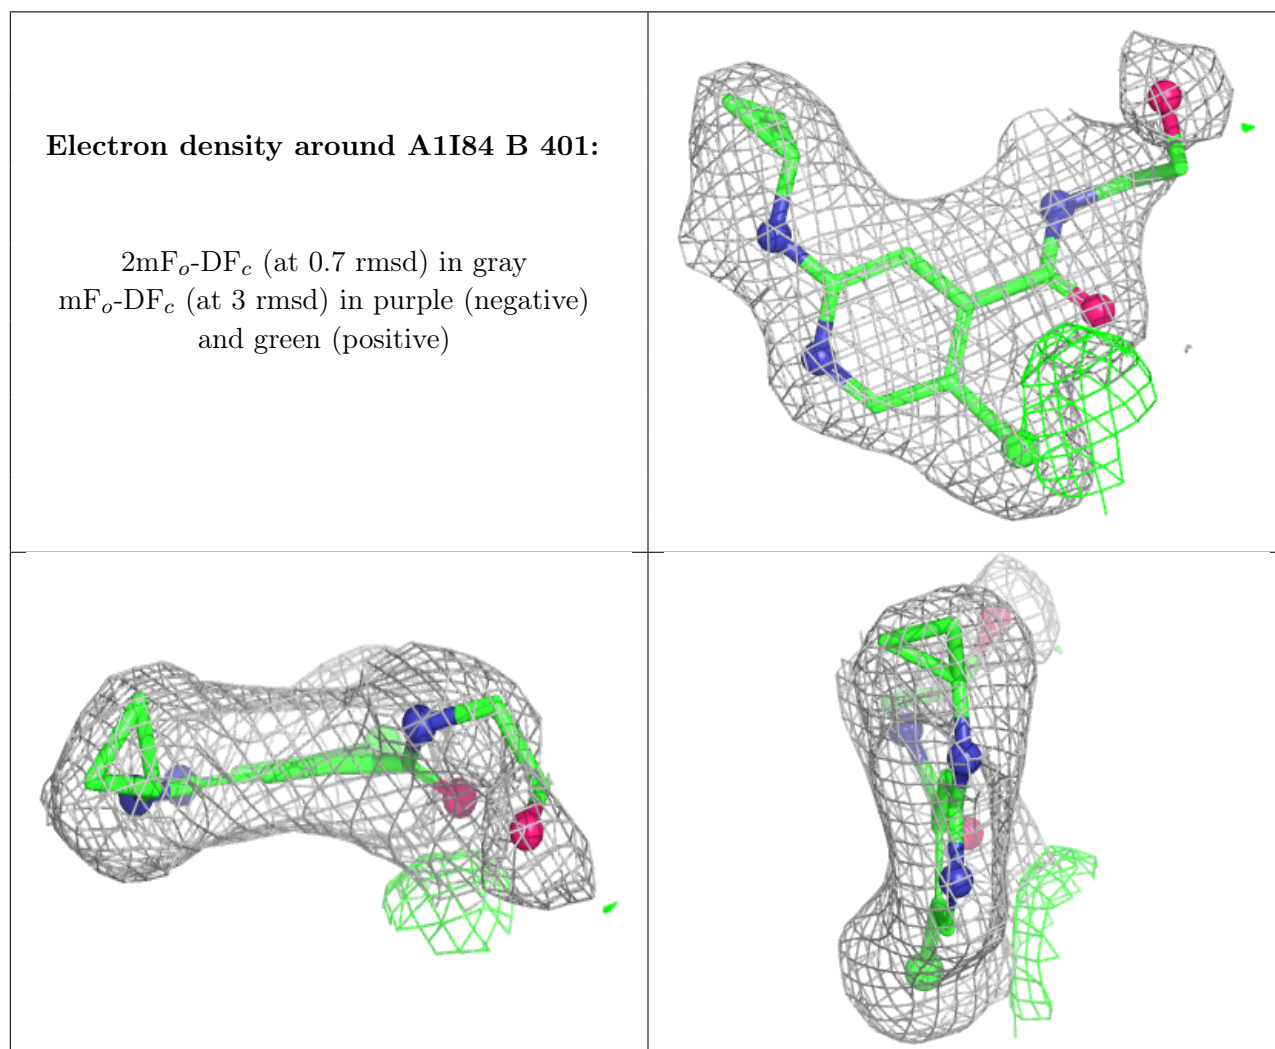 Electron density around A1I84 B 401:
2mFo-DFc (at 0.7 rmsd) in gray
mFo-DFc (at 3 rmsd) in purple (negative)
and green (positive)